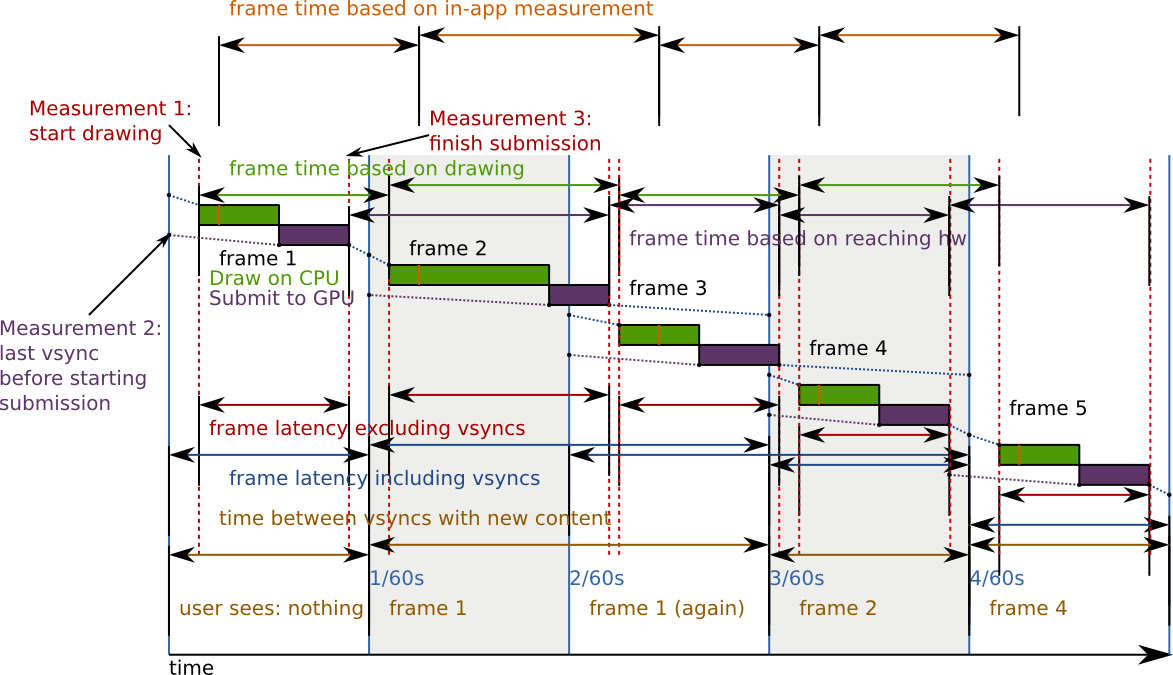 frame time based on in-app measurement
Measurement 1:
start drawing
Measurement 3:
finish submission
frame time based on drawing
frame time based on reaching hw
frame 1
Draw on CPU
Submit to GPU
frame 2
frame 3
Measurement 2:
last vsync
before starting
submission
frame 4
frame 5
frame latency excluding vsyncs
frame latency including vsyncs
time between vsyncs with new content
1/60s
2/60s
3/60s
4/60s
user sees: nothing
frame 1
frame 1 (again)
frame 2
frame 4
time